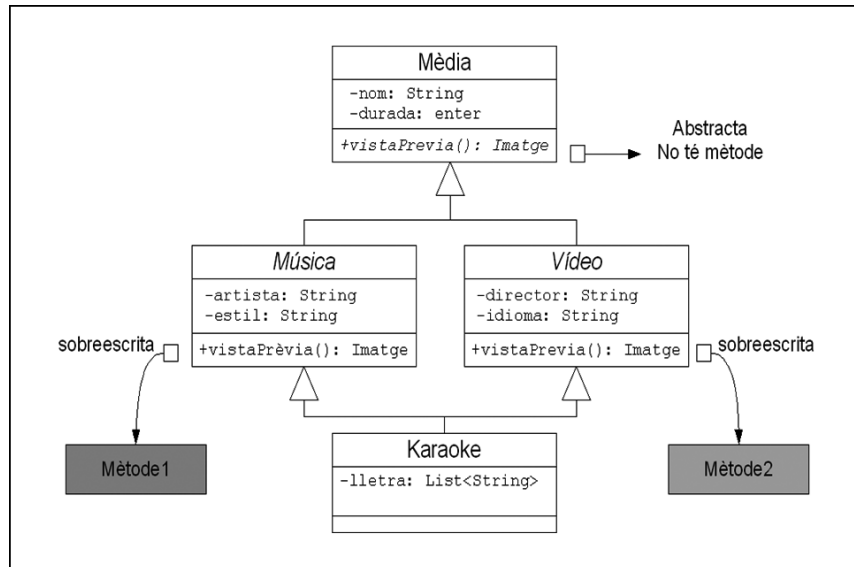 Mèdia
-nom: String
-durada: enter
+vistaPrevia(): Imatge
Abstracta
No té mètode
Música
-artista: String
-estil: String
+vistaPrèvia(): Imatge
Vídeo
-director: String
-idioma: String
+vistaPrevia(): Imatge
sobreescrita
sobreescrita
Mètode1
Karaoke
-lletra: List<String>
Mètode2